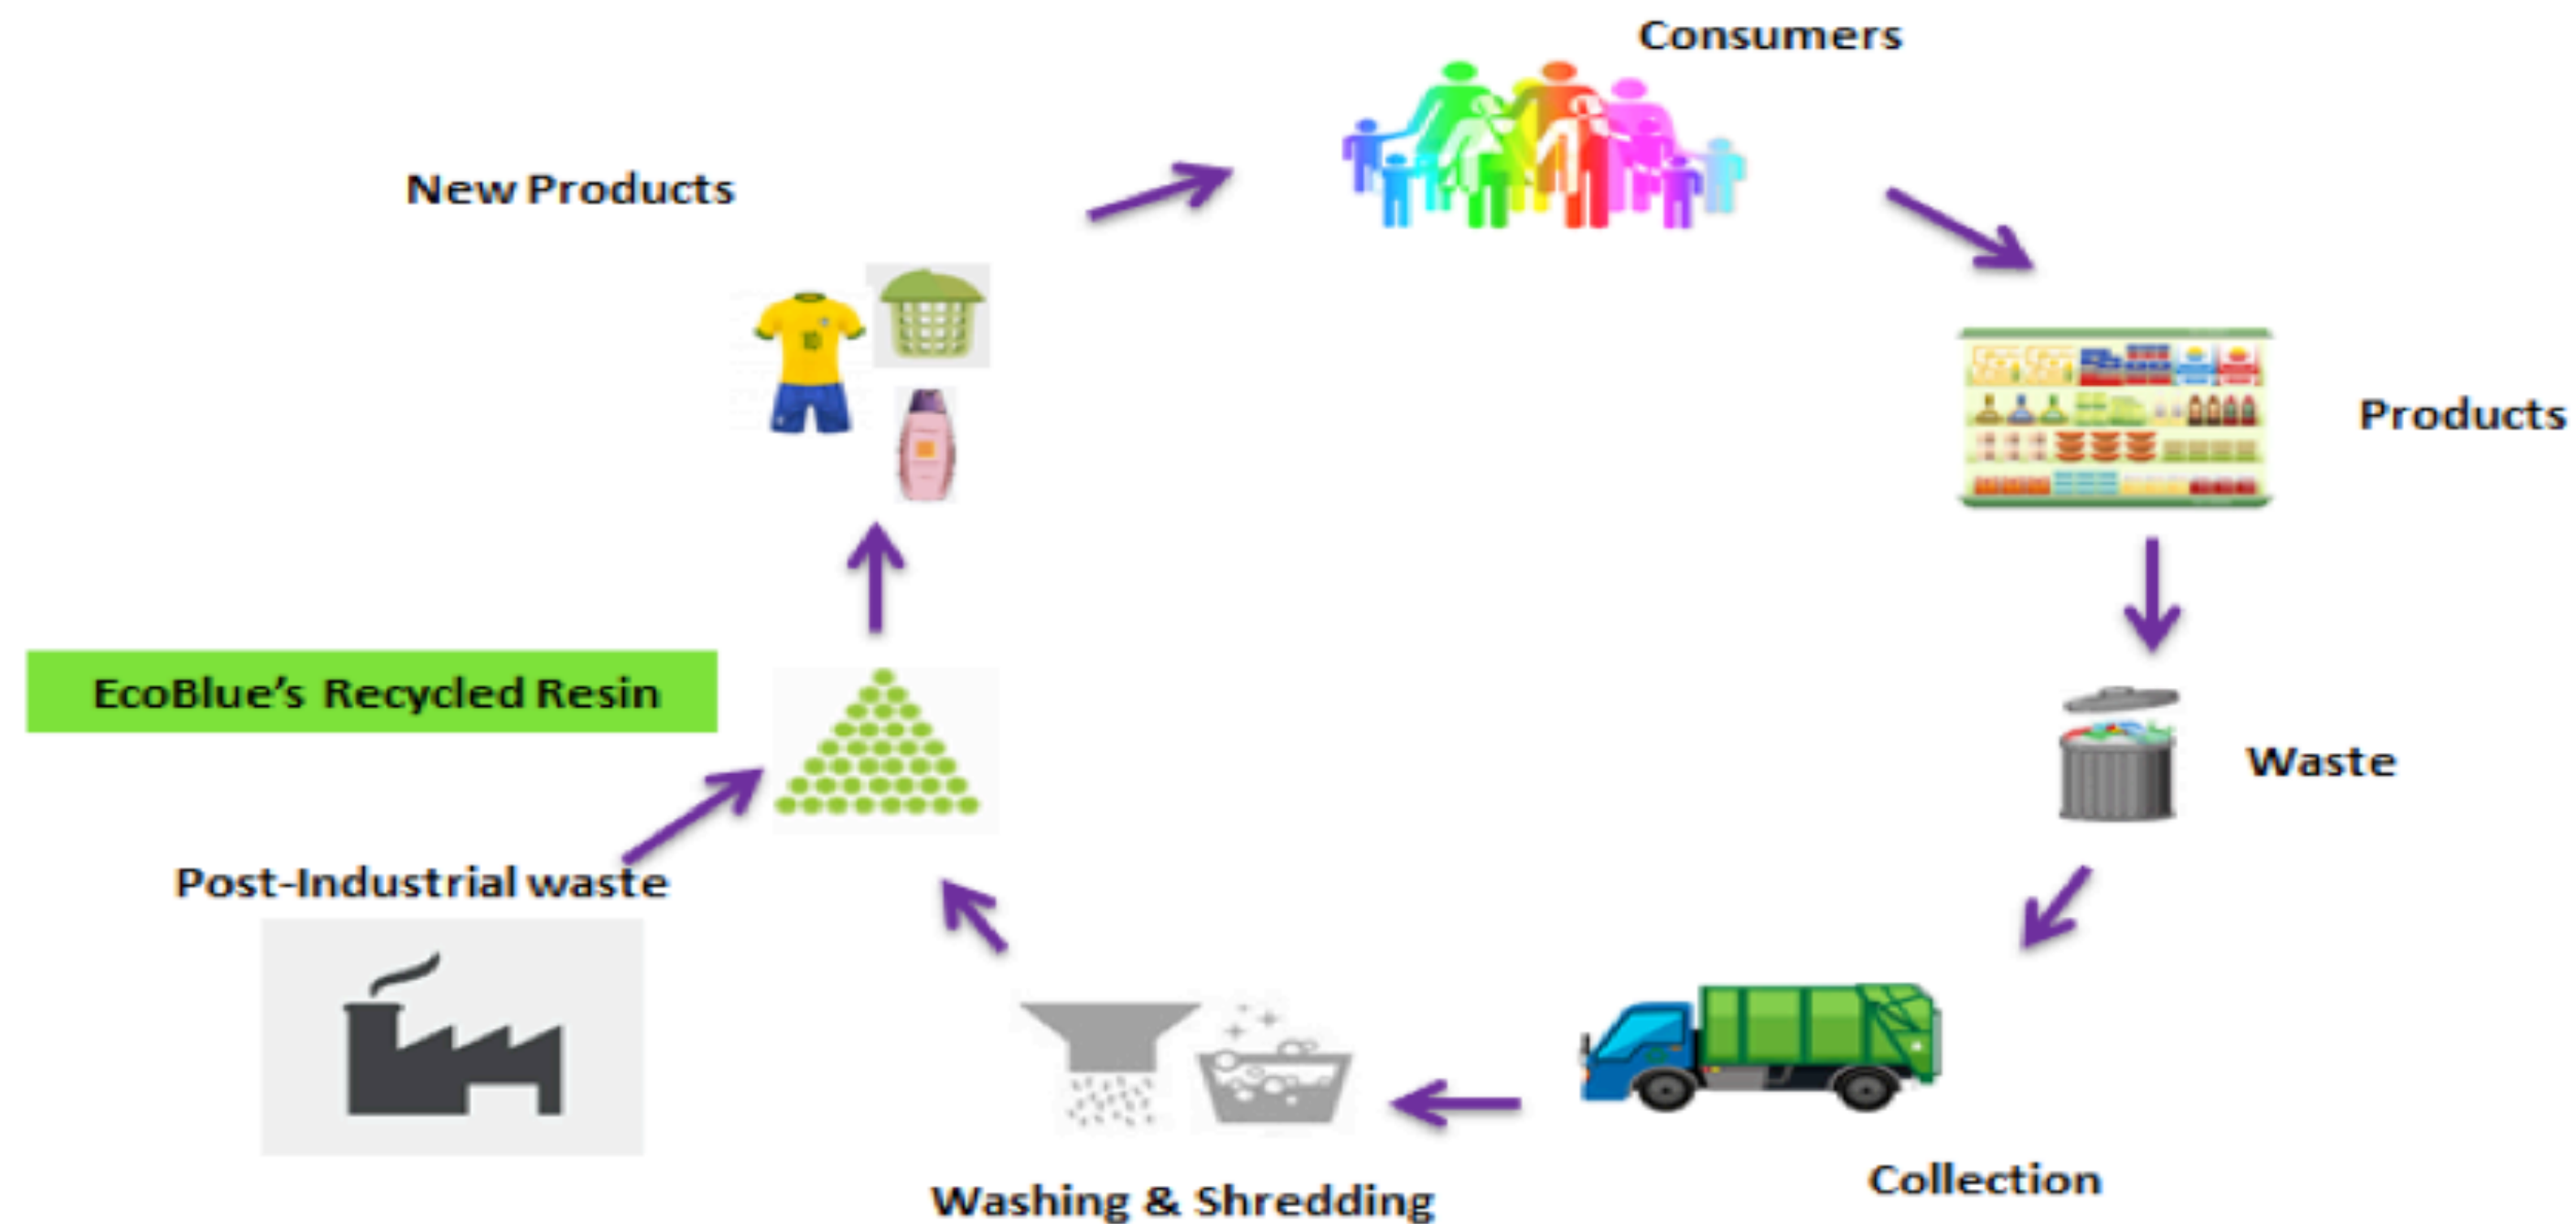 Consumers
New Products
Products
EcoBlue's Recycled Resin
Waste
Post-Industrial waste
Collection
Washing & Shredding